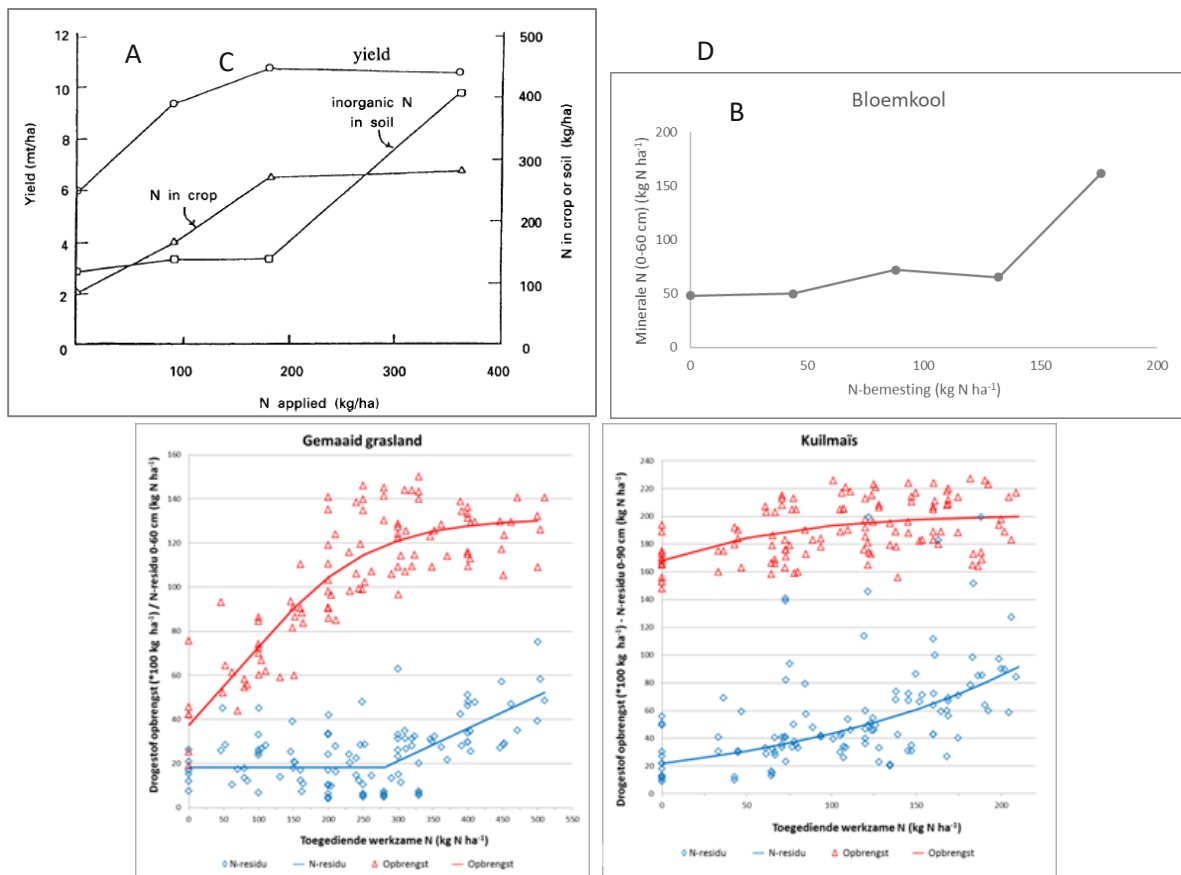 A
C
yield
inorganic N
in soil
N in crop
Yield (mt/ha)
12
10
8
6
4
2
0
500
400
300
200
100
0
N in crop or soil (kg/ha)
100
200
300
400
N applied (kg/ha)
D
B
Bloemkool
Minerale N (0-60 cm) (kg N ha⁻¹)
200
150
100
50
0
0
50
100
150
200
N-bemesting (kg N ha⁻¹)
Gemaaid grasland
Drogestof opbrengst (*100 kg ha⁻¹) / N-residu 0-60 cm (kg N ha⁻¹)
160
140
120
100
80
60
40
20
0
0 50 100 150 200 250 300 350 400 450 500 550
Toegediende werkzame N (kg N ha⁻¹)
N-residu N-residu Opbrengst Opbrengst
Kuilmaïs
Drogestof opbrengst (*100 kg ha⁻¹) - N-residu 0-90 cm (kg N ha⁻¹)
240
220
200
180
160
140
120
100
80
60
40
20
0
0 50 100 150 200
Toegediende werkzame N (kg N ha⁻¹)
N-residu N-residu Opbrengst Opbrengst